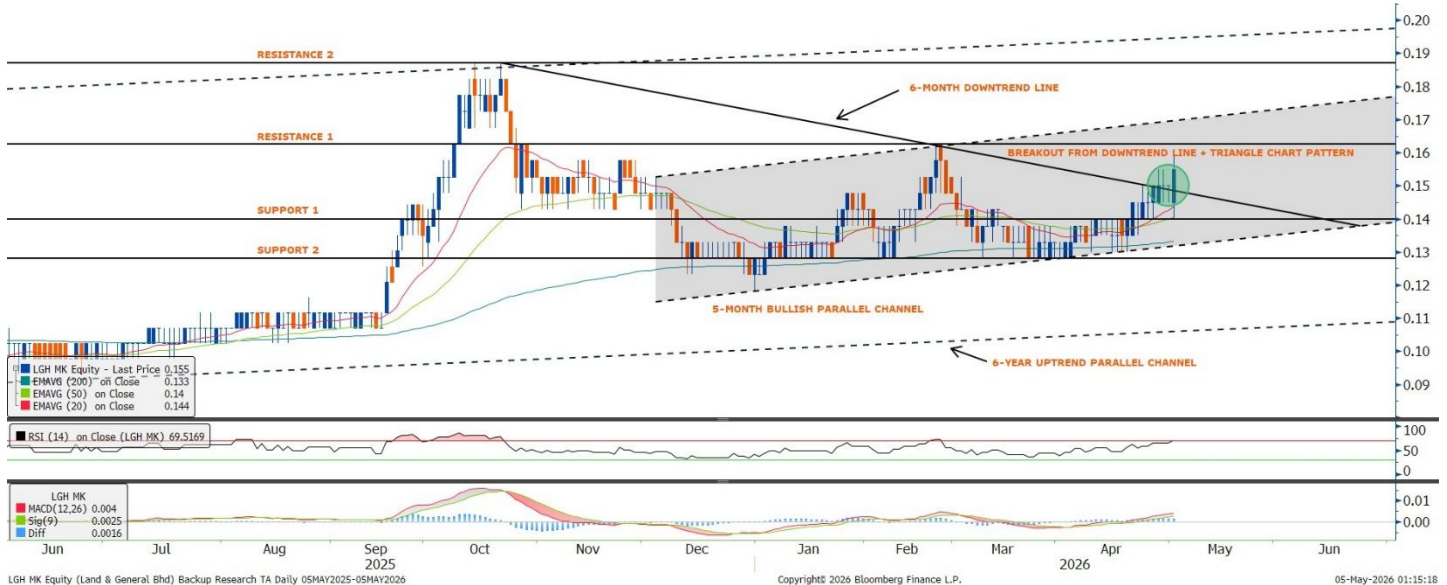 0.20
RESISTANCE 2
0.19
6-MONTH DOWNTREND LINE
0.18
0.17
RESISTANCE 1
BREAKOUT FROM DOWNTREND LINE + TRIANGLE CHART PATTERN
0.16
0.15
SUPPORT 1
0.14
SUPPORT 2
0.13
0.12
5-MONTH BULLISH PARALLEL CHANNEL
0.11
6-YEAR UPTREND PARALLEL CHANNEL
0.10
0.09
LGH MK Equity - Last Price 0.155
EMAVG (200) on Close 0.133
EMAVG (50) on Close 0.14
EMAVG (20) on Close 0.144
RSI (14) on Close (LGH MK) 69.5169
100
50
0
LGH MK
MACD(12,26) 0.004
Sig(9) 0.0025
Diff 0.0016
0.01
0.00
Jun Jul Aug Sep Oct Nov Dec Jan Feb Mar Apr May Jun
2025 2026
LGH MK Equity (Land & General Bhd) Backup Research TA Daily 05MAY2025-05MAY2026 Copyright© 2026 Bloomberg Finance L.P. 05-May-2026 01:15:18